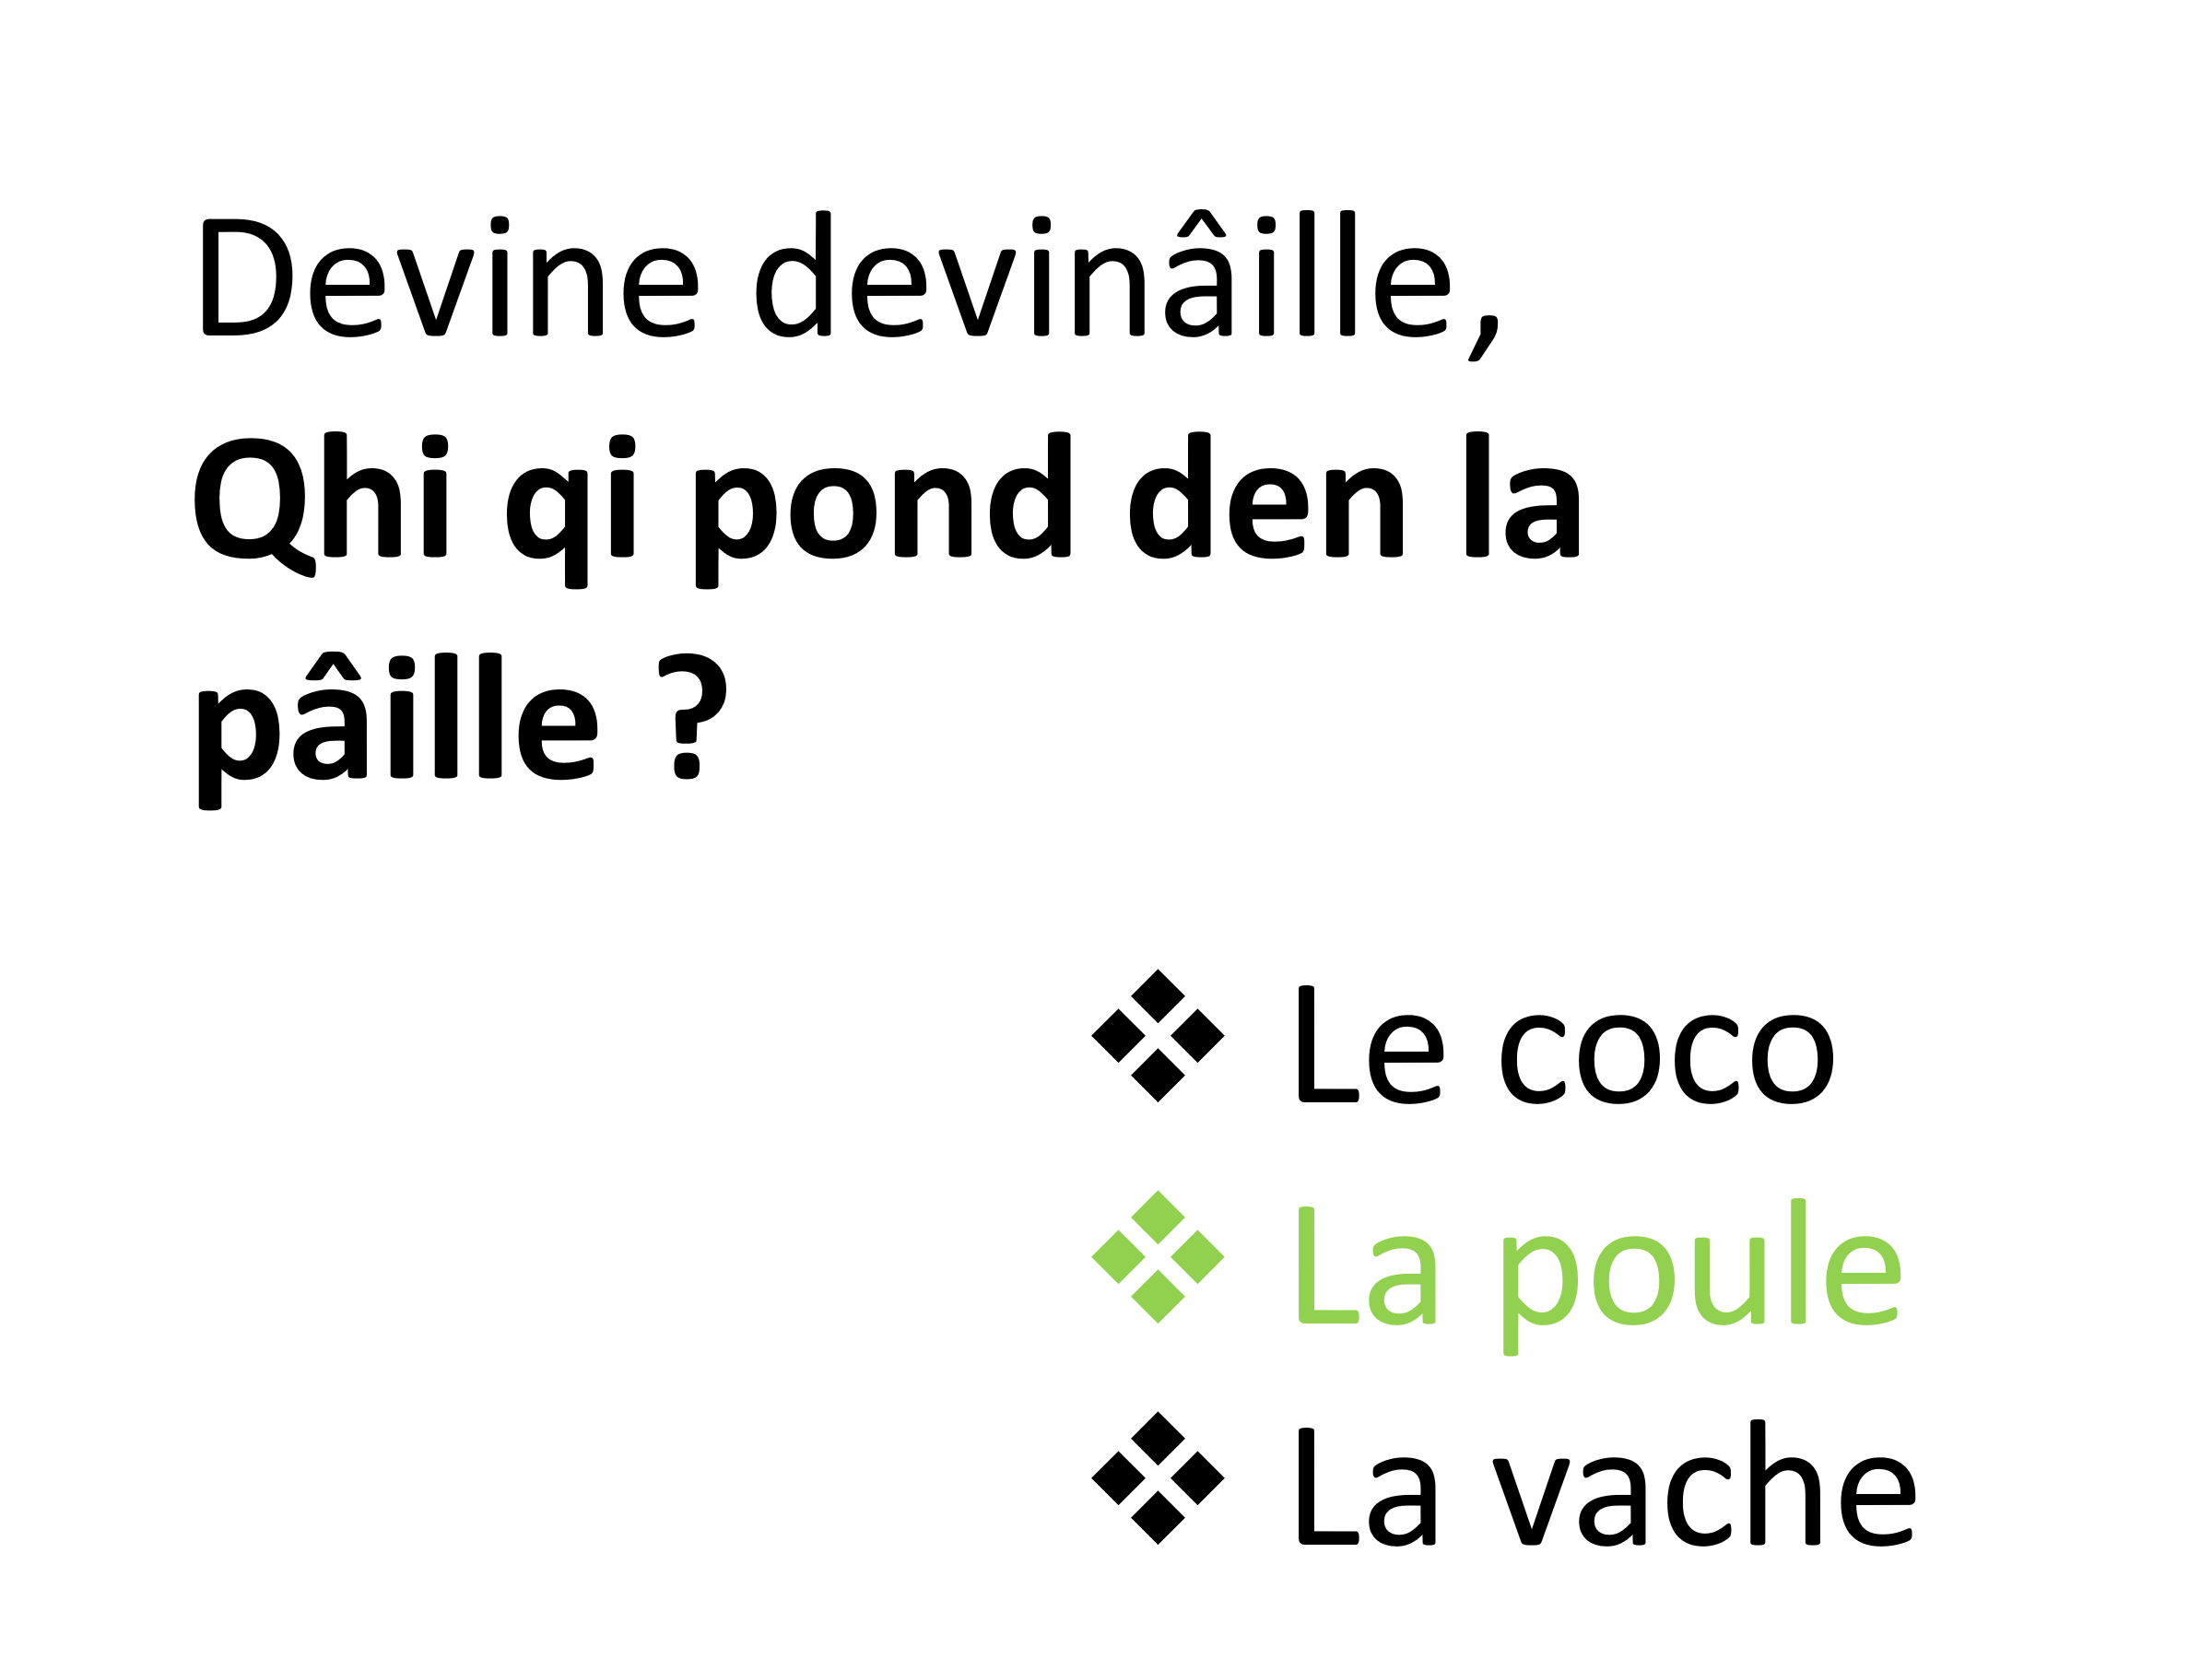 Devine devinâille,
Qhi qi pond den la
pâille ?
❖ Le coco
❖ La poule
❖ La vache